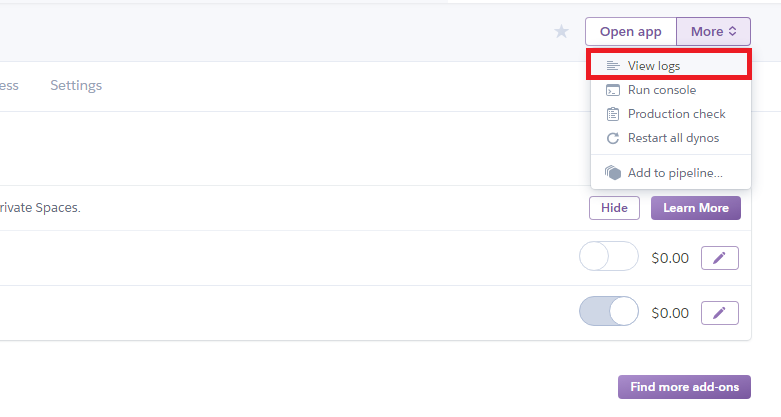 Open app More
View logs
ess Settings
Run console
Production check
Restart all dynos
Add to pipeline...
rivate Spaces.
Hide Learn More
$0.00
$0.00
Find more add-ons